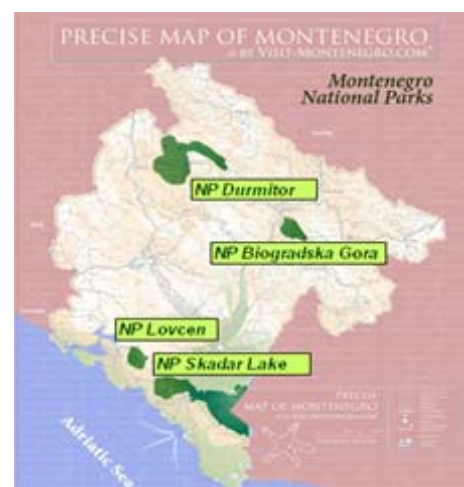 PRECISE MAP OF MONTENEGRO
© BY VISIT-MONTENEGRO.COM
Montenegro
National Parks
NP Durmitor
NP Biogradska Gora
NP Lovcen
NP Skadar Lake
PRECISE
MAP OF MONTENEGRO
Adriatic Sea